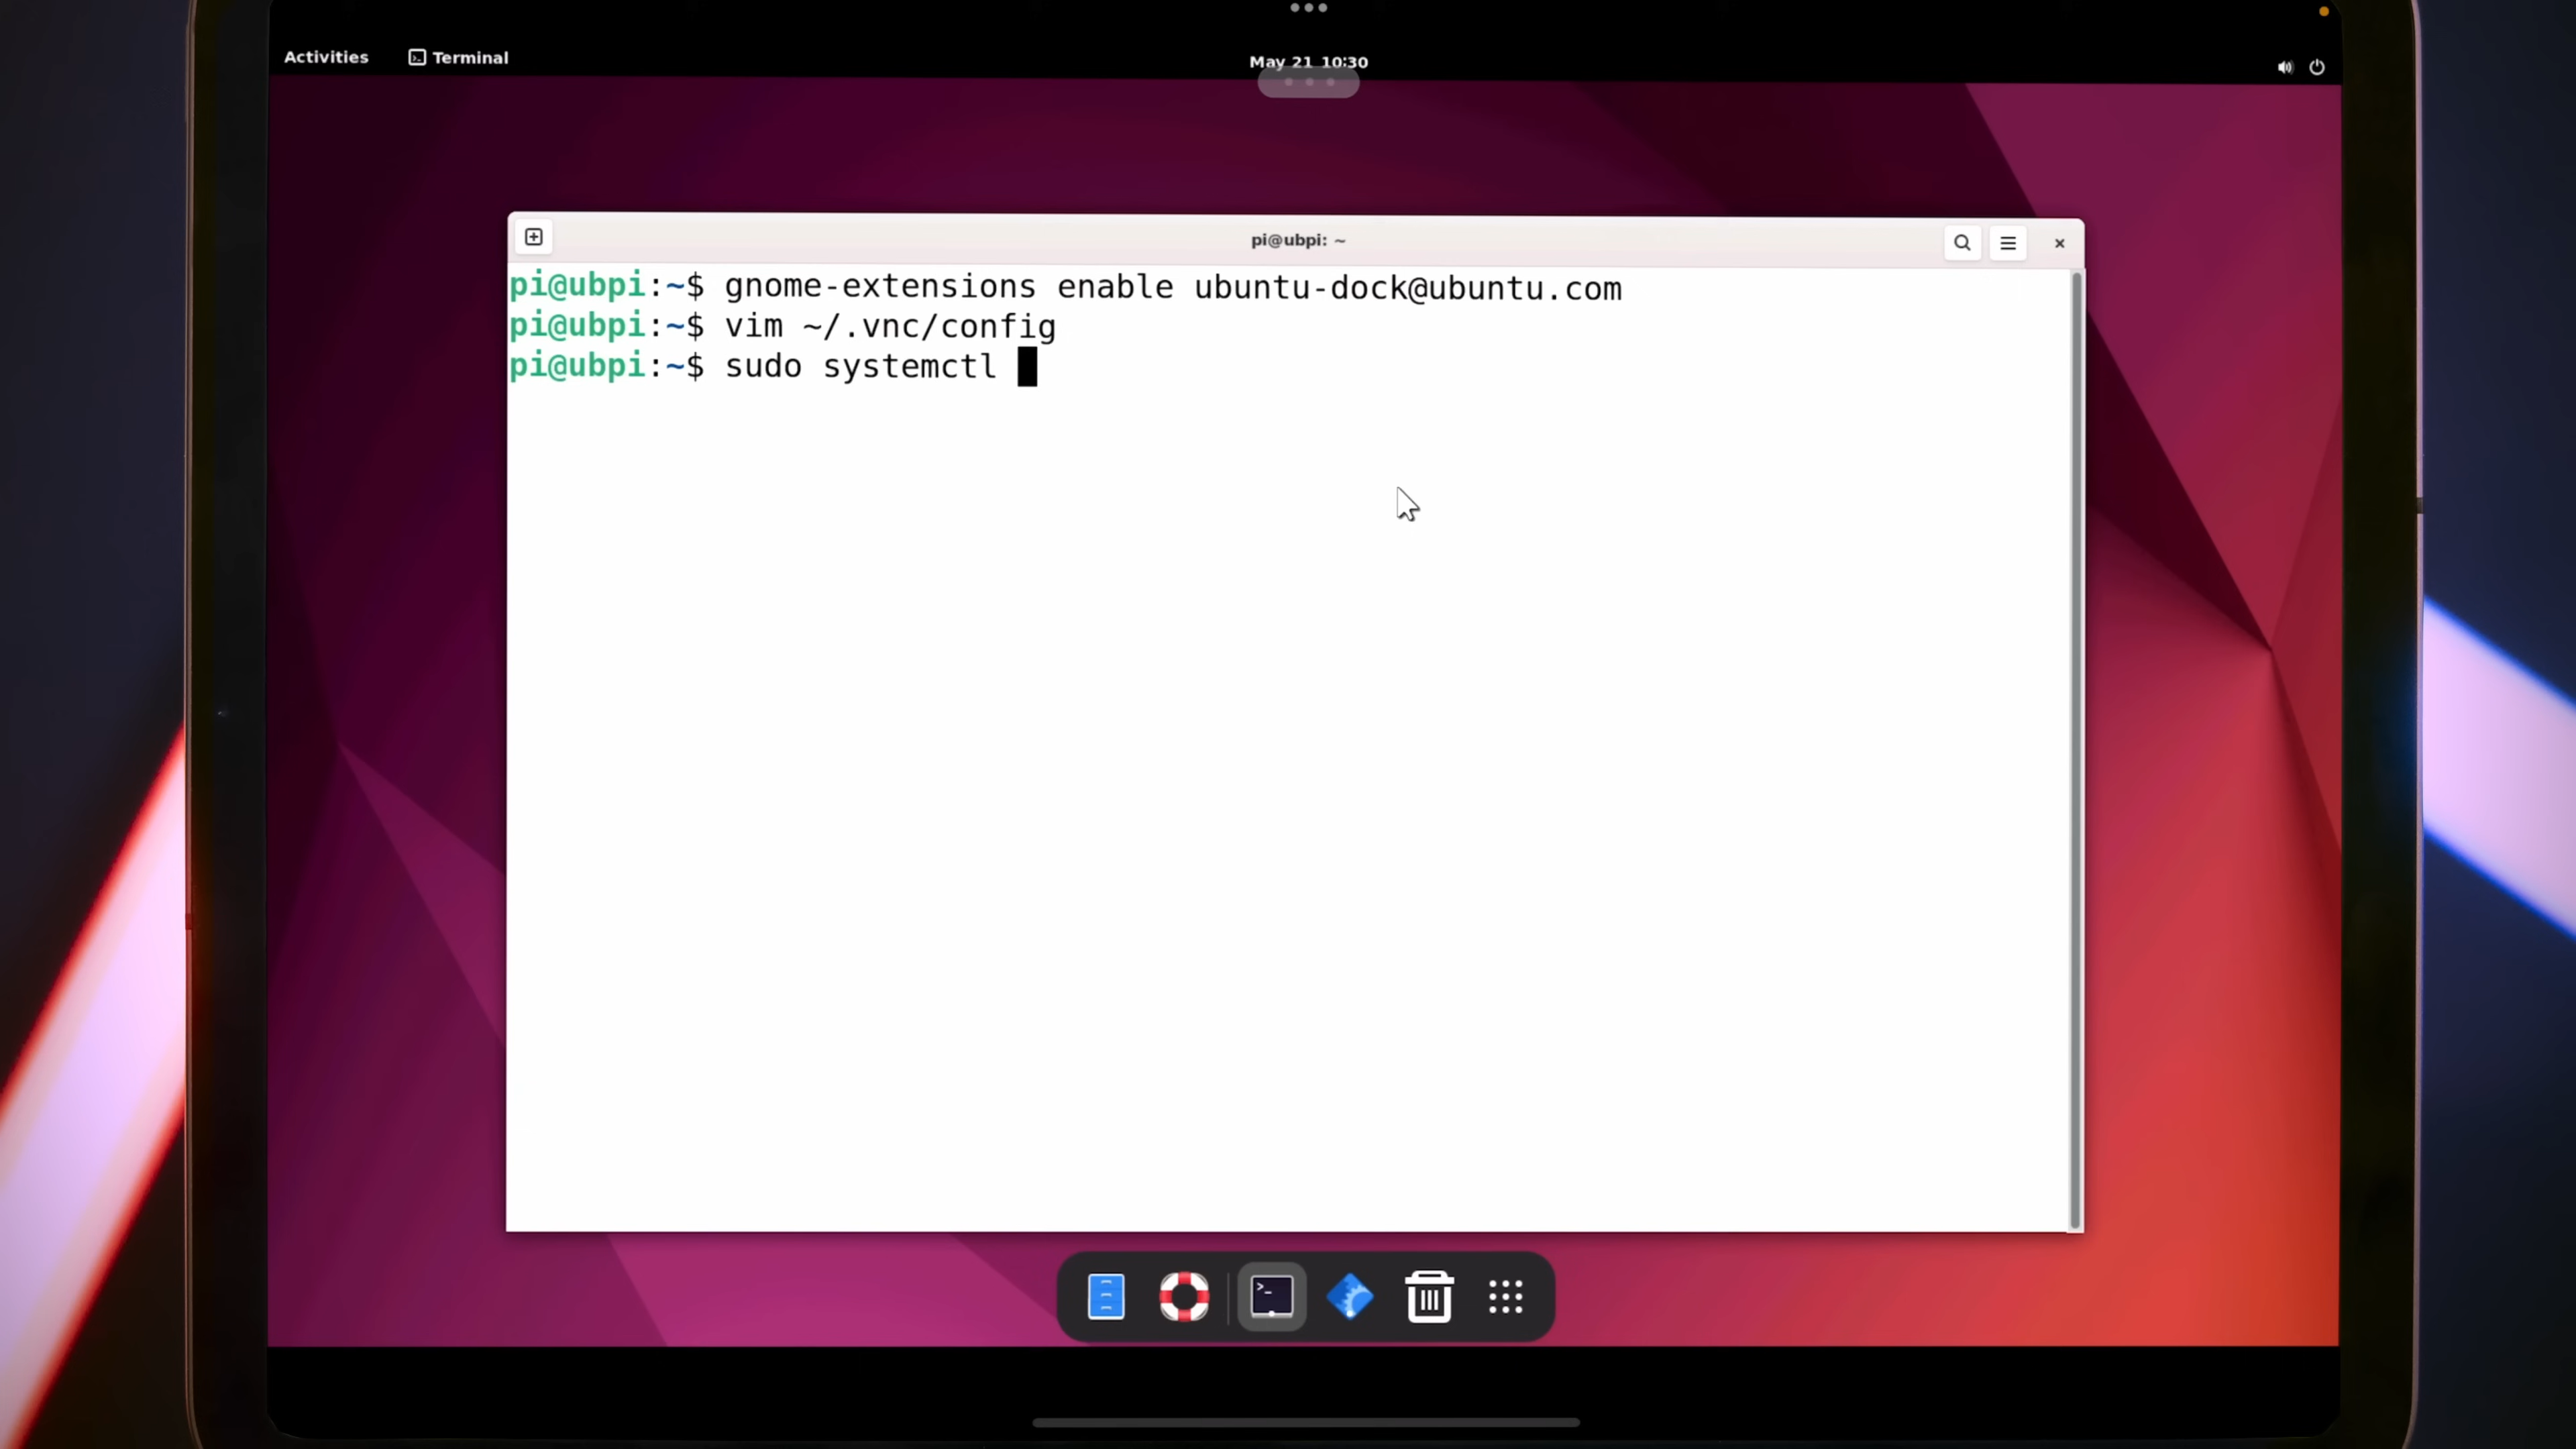 Activities Terminal May 21 10:30
pi@ubpi: ~
pi@ubpi:~$ gnome-extensions enable ubuntu-dock@ubuntu.com
pi@ubpi:~$ vim ~/.vnc/config
pi@ubpi:~$ sudo systemctl